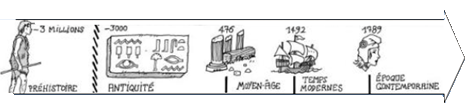 -3 MILLIONS
-3000
476
1492
1789
PRÉHISTOIRE
ANTIQUITÉ
MOYEN-ÂGE
TEMPS
MODERNES
ÉPOQUE
CONTEMPORAINE